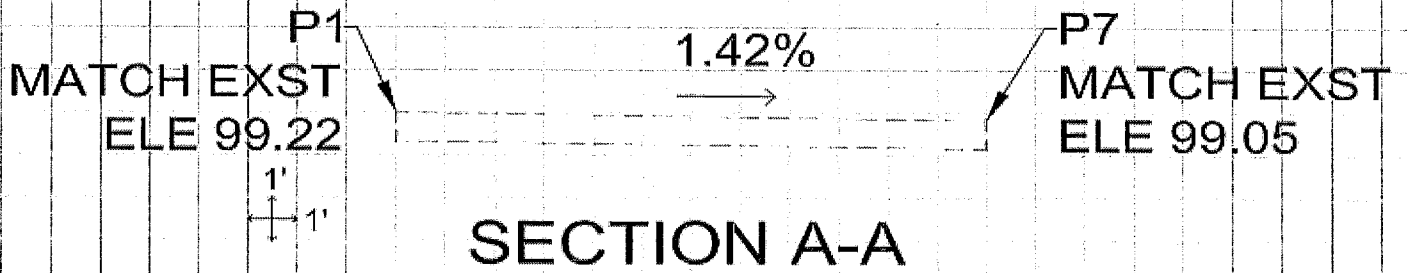 P1
MATCH EXST
ELE 99.22
1.42%
P7
MATCH EXST
ELE 99.05
1'
1'
SECTION A-A